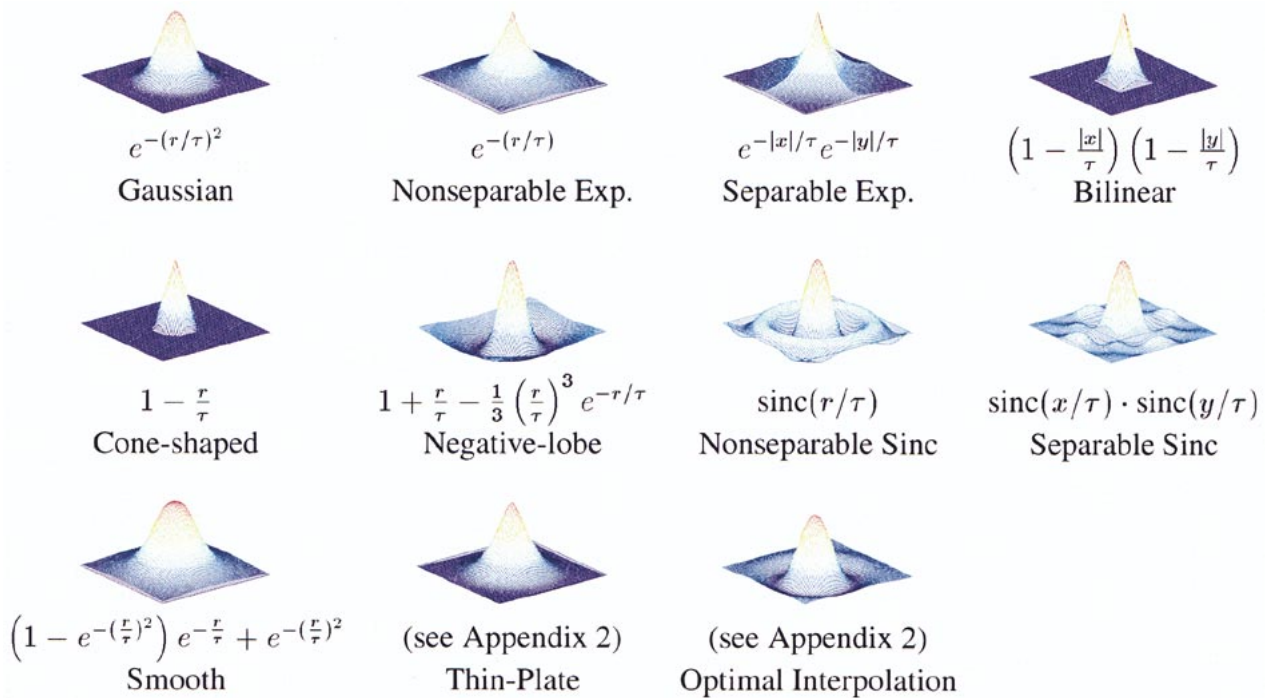 e^{-(r/τ)^2} e^{-(r/τ)} e^{-|x|/τ} e^{-|y|/τ} (1 - |x|/τ) (1 - |y|/τ)
Gaussian Nonseparable Exp. Separable Exp. Bilinear
1 - r/τ 1 + r/τ - 1/3 (r/τ)^3 e^{-r/τ} sinc(r/τ) sinc(x/τ) · sinc(y/τ)
Cone-shaped Negative-lobe Nonseparable Sinc Separable Sinc
(1 - e^{-(r/τ)^2}) e^{-r/τ} + e^{-(r/τ)^2} (see Appendix 2) (see Appendix 2)
Smooth Thin-Plate Optimal Interpolation